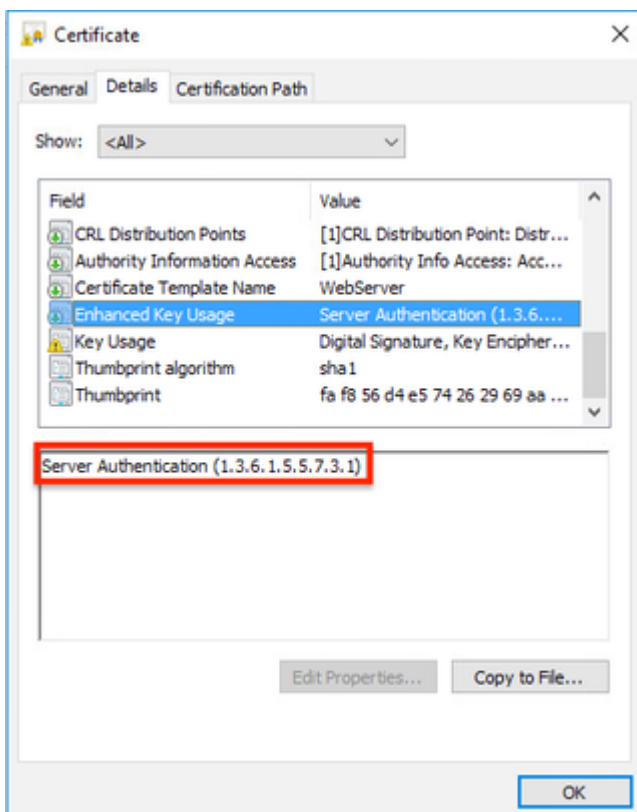 Certificate
General Details Certification Path
Show: <All>
Field Value
CRL Distribution Points [1]CRL Distribution Point: Distr...
Authority Information Access [1]Authority Info Access: Acc...
Certificate Template Name WebServer
Enhanced Key Usage Server Authentication (1.3.6....
Key Usage Digital Signature, Key Encipher...
Thumbprint algorithm sha1
Thumbprint fa f8 56 d4 e5 74 26 29 69 aa ...
Server Authentication (1.3.6.1.5.5.7.3.1)
Edit Properties... Copy to File...
OK